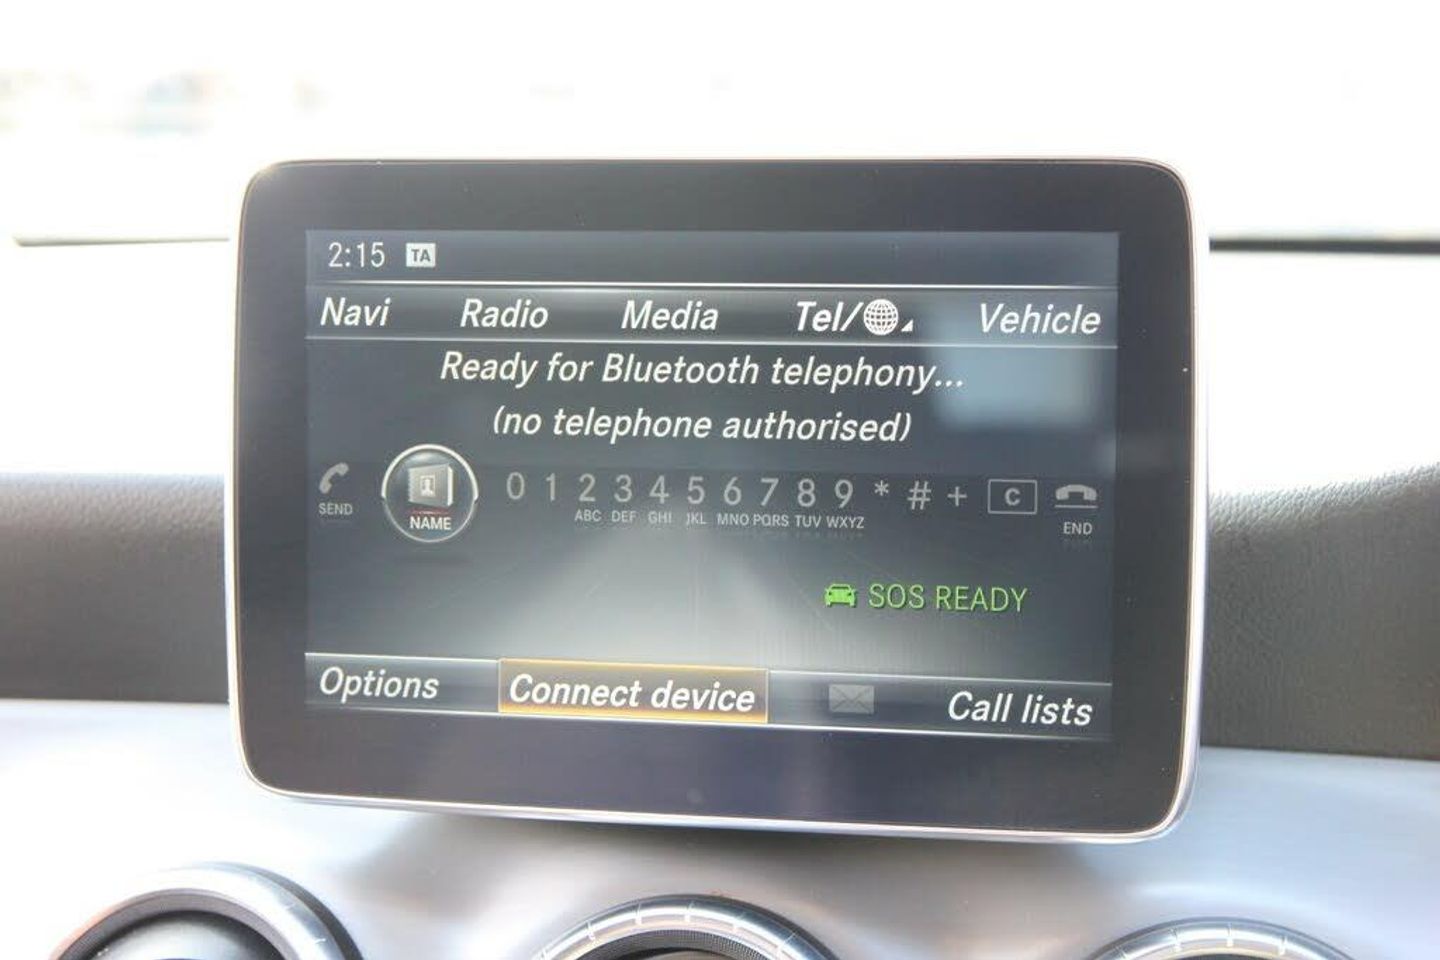 2:15 TA
Navi Radio Media Tel/ Vehicle
Ready for Bluetooth telephony...
(no telephone authorised)
SEND NAME 0 1 2 3 4 5 6 7 8 9 * # + C END
ABC DEF GHI JKL MNO PQRS TUV WXYZ
SOS READY
Options Connect device Call lists